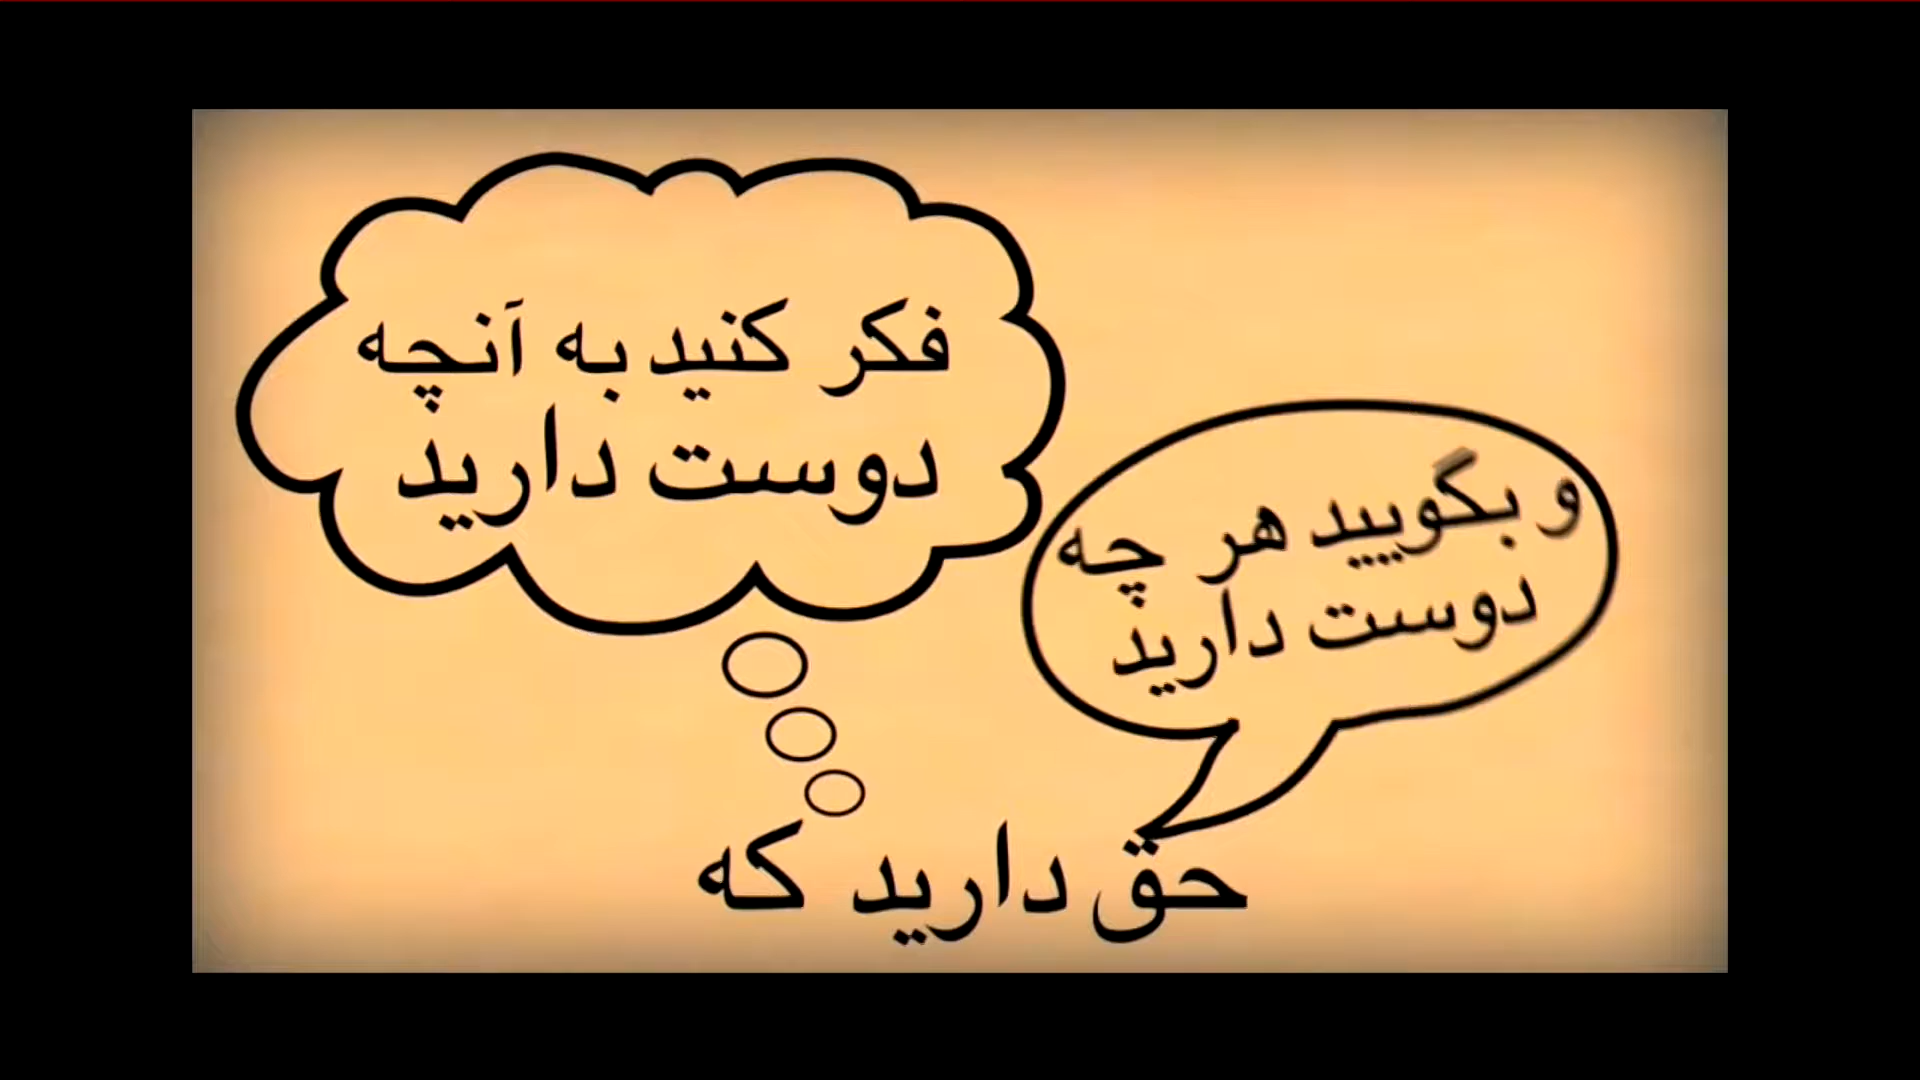 فکر کنید به آنچه
دوست دارید
و بگویید هر چه
دوست دارید
حق دارید که